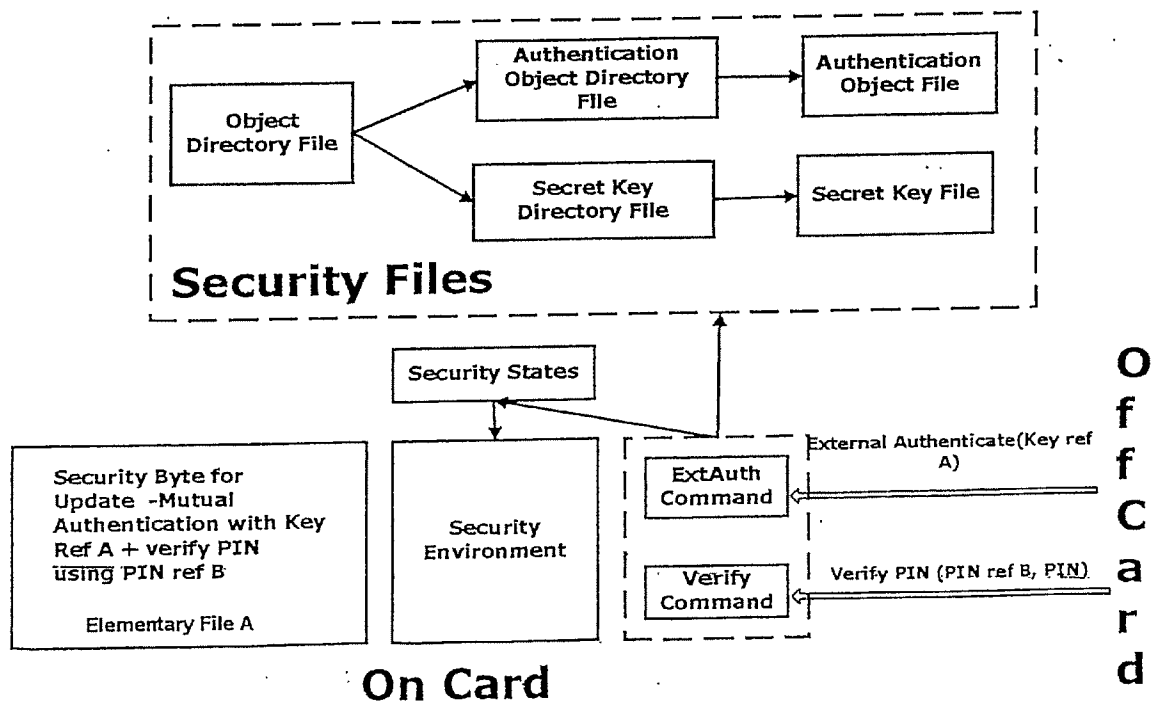 Object
Directory File
Authentication
Object Directory
File
Authentication
Object File
Secret Key
Directory File
Secret Key File
Security Files
Security States
Security Byte for
Update -Mutual
Authentication with Key
Ref A + verify PIN
using PIN ref B
Elementary File A
Security
Environment
ExtAuth
Command
Verify
Command
External Authenticate(Key ref
A)
Verify PIN (PIN ref B, PIN)
On Card
Off Card